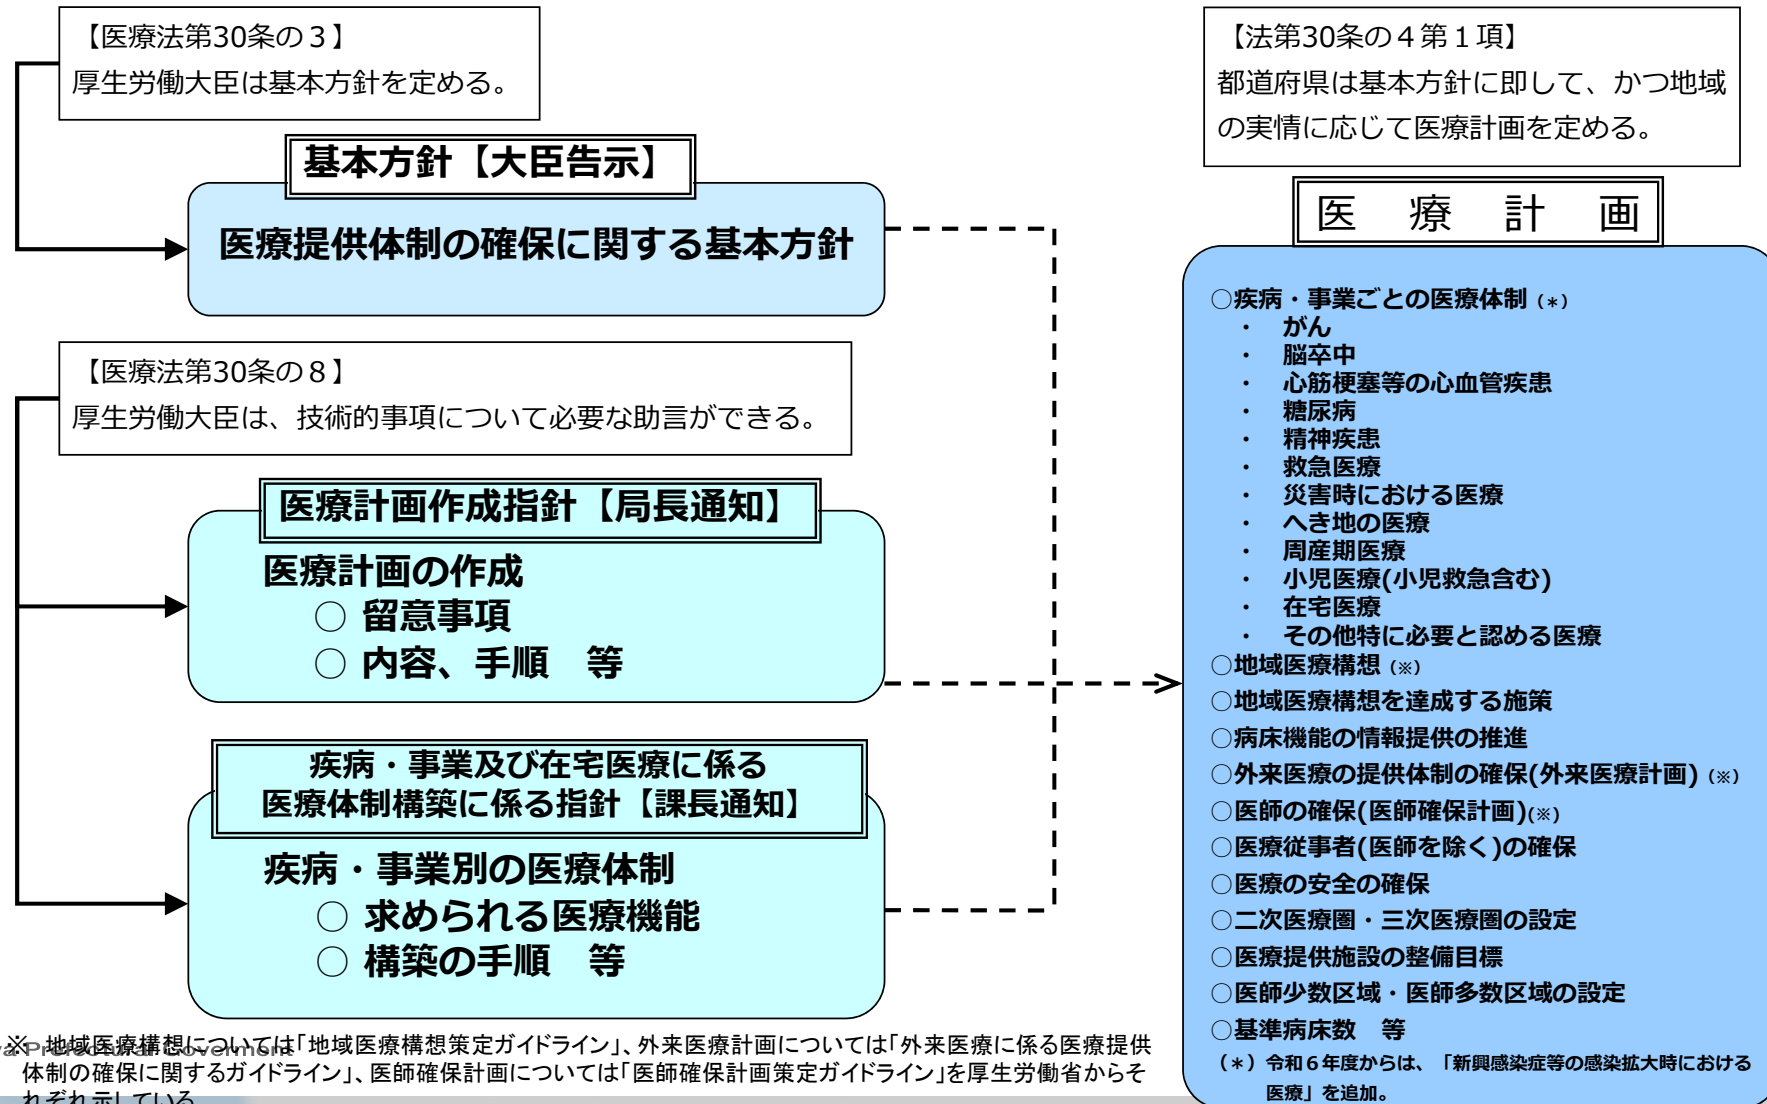 【医療法第30条の３】
厚生労働大臣は基本方針を定める。
基本方針【大臣告示】
医療提供体制の確保に関する基本方針
【医療法第30条の８】
厚生労働大臣は、技術的事項について必要な助言ができる。
医療計画作成指針【局長通知】
医療計画の作成
○ 留意事項
○ 内容、手順　等
疾病・事業及び在宅医療に係る
医療体制構築に係る指針【課長通知】
疾病・事業別の医療体制
○ 求められる医療機能
○ 構築の手順　等
※　地域医療構想については「地域医療構想策定ガイドライン」、外来医療計画については「外来医療に係る医療提供
体制の確保に関するガイドライン」、医師確保計画については「医師確保計画策定ガイドライン」を厚生労働省からそ
れぞれ示している
Prefectural Goverment
【法第30条の４第１項】
都道府県は基本方針に即して、かつ地域
の実情に応じて医療計画を定める。
医　療　計　画
○疾病・事業ごとの医療体制（＊）
・　がん
・　脳卒中
・　心筋梗塞等の心血管疾患
・　糖尿病
・　精神疾患
・　救急医療
・　災害時における医療
・　へき地の医療
・　周産期医療
・　小児医療(小児救急含む)
・　在宅医療
・　その他特に必要と認める医療
○地域医療構想（※）
○地域医療構想を達成する施策
○病床機能の情報提供の推進
○外来医療の提供体制の確保(外来医療計画)（※）
○医師の確保(医師確保計画)(※)
○医療従事者(医師を除く)の確保
○医療の安全の確保
○二次医療圏・三次医療圏の設定
○医療提供施設の整備目標
○医師少数区域・医師多数区域の設定
○基準病床数　等
（＊）令和６年度からは、「新興感染症等の感染拡大時における
医療」を追加。